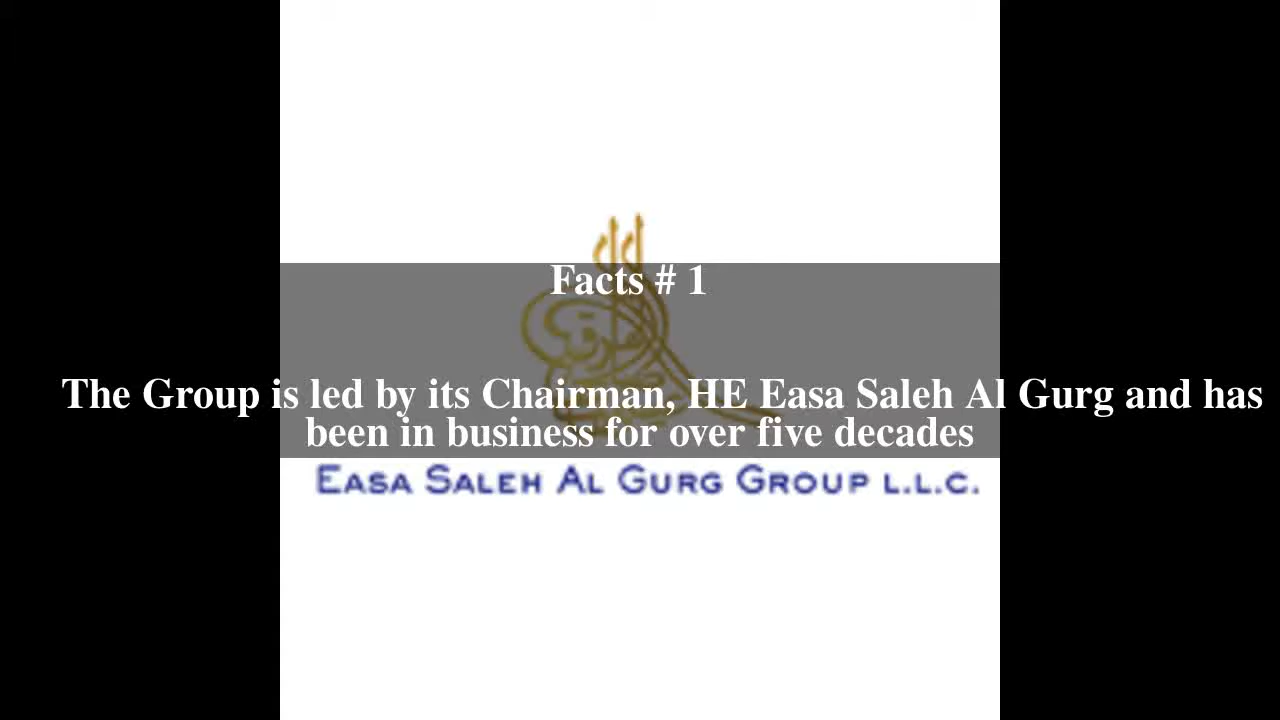 Facts # 1
The Group is led by its Chairman, HE Easa Saleh Al Gurg and has
been in business for over five decades
EASA SALEH AL GURG GROUP L.L.C.